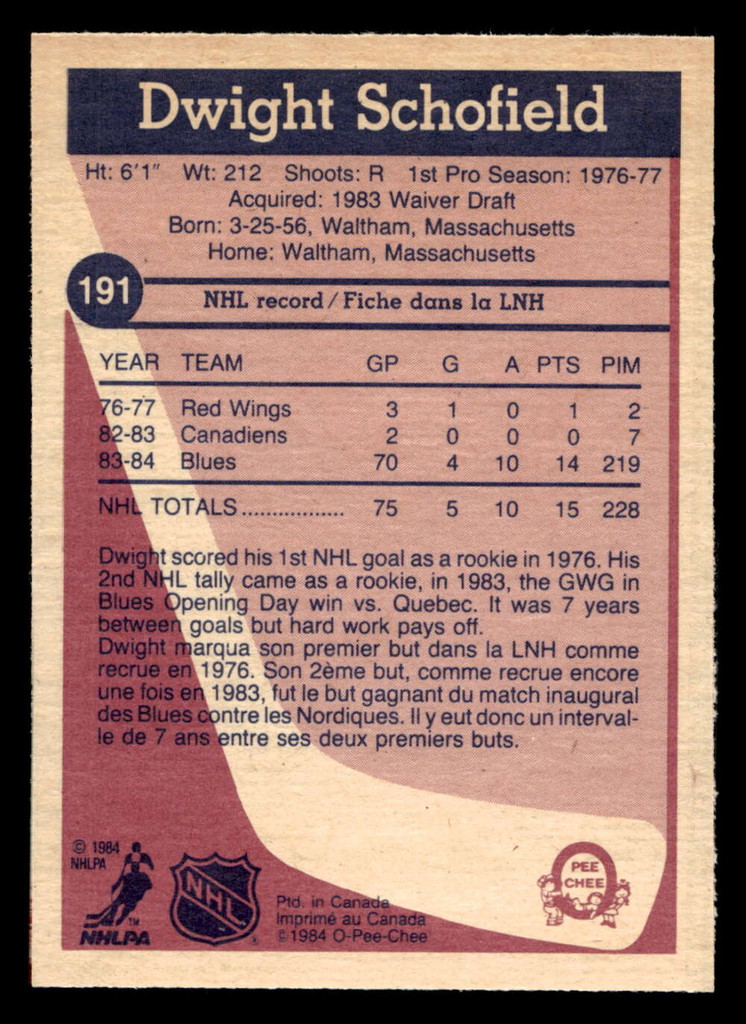 Dwight Schofield
Ht: 6'1" Wt: 212 Shoots: R 1st Pro Season: 1976-77
Acquired: 1983 Waiver Draft
Born: 3-25-56, Waltham, Massachusetts
Home: Waltham, Massachusetts
191
NHL record/Fiche dans la LNH
YEAR TEAM GP G A PTS PIM
76-77 Red Wings 3 1 0 1 2
82-83 Canadiens 2 0 0 0 7
83-84 Blues 70 4 10 14 219
NHL TOTALS................ 75 5 10 15 228
Dwight scored his 1st NHL goal as a rookie in 1976. His
2nd NHL tally came as a rookie, in 1983, the GWG in
Blues Opening Day win vs. Quebec. It was 7 years
between goals but hard work pays off.
Dwight marqua son premier but dans la LNH comme
recrue en 1976. Son 2ème but, comme recrue encore
une fois en 1983, fut le but gagnant du match inaugural
des Blues contre les Nordiques. Il y eut donc un interval-
le de 7 ans entre ses deux premiers buts.
© 1984
NHLPA
TM
NHLPA
NHL
Ptd. in Canada
Imprimé au Canada
© 1984 O-Pee-Chee
PEE
CHEE